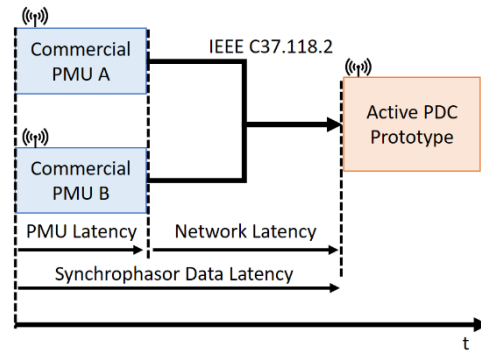 Commercial
PMU A
IEEE C37.118.2
Active PDC
Prototype
Commercial
PMU B
PMU Latency
Network Latency
Synchrophasor Data Latency
t